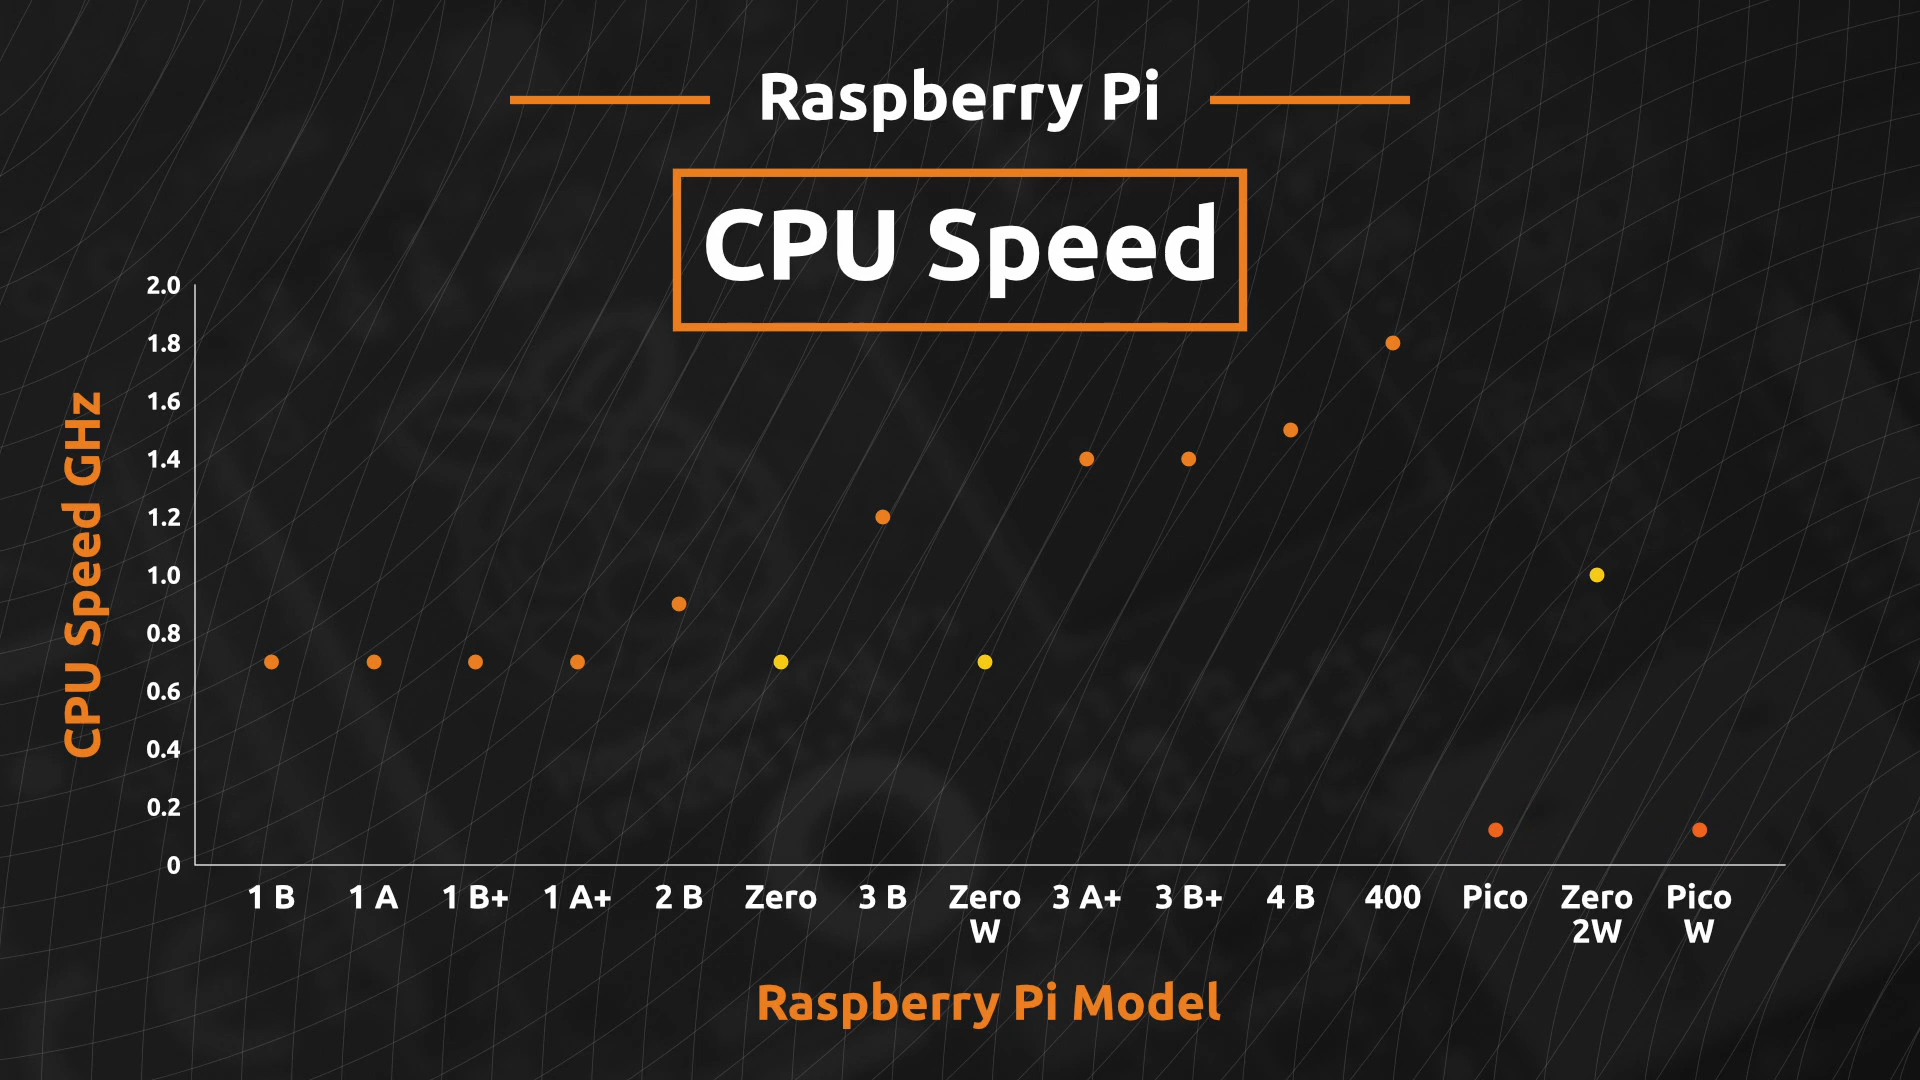 Raspberry Pi
CPU Speed
CPU Speed GHz
2.0
1.8
1.6
1.4
1.2
1.0
0.8
0.6
0.4
0.2
0
1 B
1 A
1 B+
1 A+
2 B
Zero
3 B
Zero
W
3 A+
3 B+
4 B
400
Pico
Zero
2W
Pico
W
Raspberry Pi Model